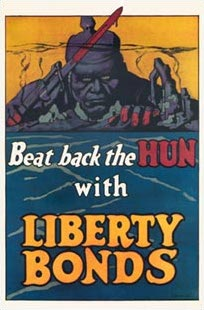 Beat back the HUN
with
LIBERTY
BONDS